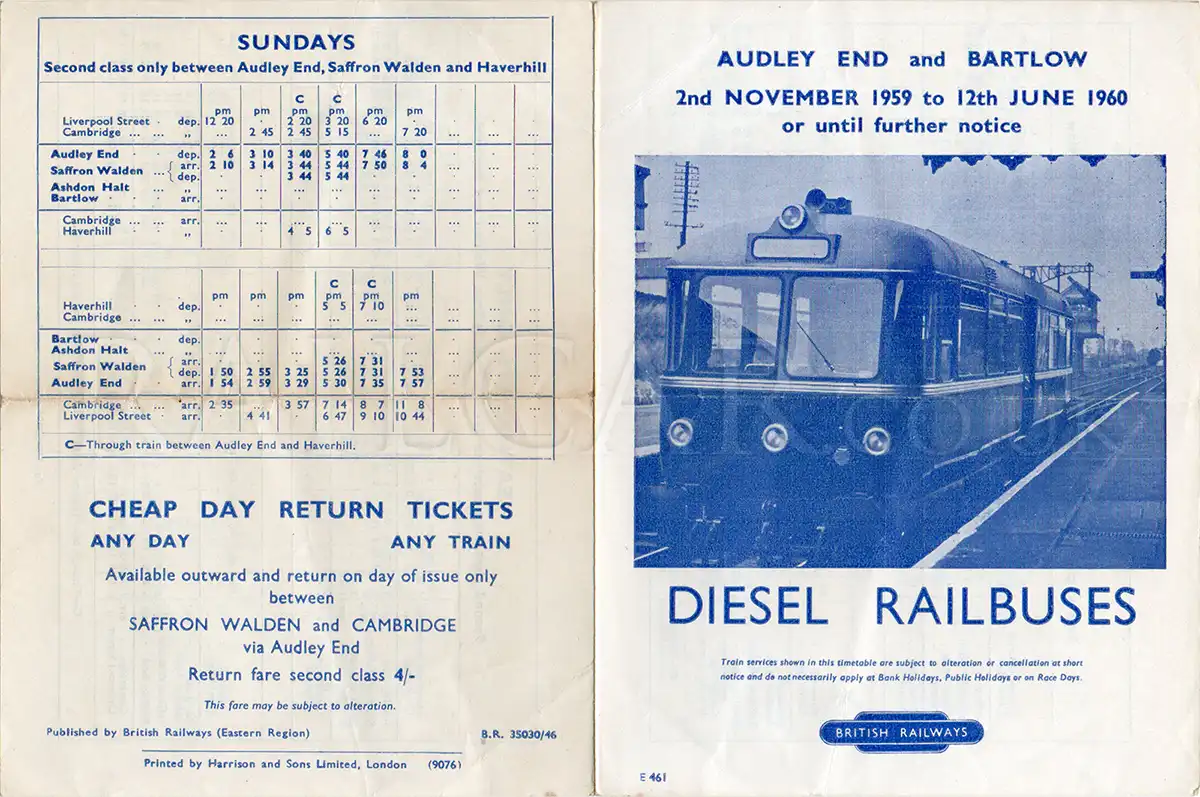 SUNDAYS
Second class only between Audley End, Saffron Walden and Haverhill
C C
pm pm pm pm pm pm
Liverpool Street · dep. 12 20 · 2 20 3 20 6 20 · ... ... ...
Cambridge ... ... „ ... 2 45 2 45 5 15 ... 7 20 ... ... ...
Audley End · · dep. 2 6 3 10 3 40 5 40 7 46 8 0 · · ·
Saffron Walden ... { arr. 2 10 3 14 3 44 5 44 7 50 8 4 ... ... ...
dep. · · 3 44 5 44 · · · · ·
Ashdon Halt ... „ ... ... ... ... ... ... ... ... ...
Bartlow · · · arr. · · · · · · · · ·
Cambridge ... ... arr. ... ... ... ... ... ... ... ... ...
Haverhill · · „ · · 4 5 6 5 · · · · ·
C C
pm pm pm pm pm pm
Haverhill · · dep. · · · 5 5 7 10 ... ... ... ...
Cambridge ... ... „ ... ... ... ... ... ... ... ... ...
Bartlow · · · dep. · · · · · · · · ·
Ashdon Halt ... „ ... ... ... ... ... ... ... ... ...
Saffron Walden { arr. · · · 5 26 7 31 · · · ·
dep. 1 50 2 55 3 25 5 26 7 31 7 53 ... ... ...
Audley End · · arr. 1 54 2 59 3 29 5 30 7 35 7 57 · · ·
Cambridge ... ... arr. 2 35 3 57 7 14 8 7 11 8 ... ... ...
Liverpool Street arr. · 4 41 6 47 9 10 10 44 · · ·
C—Through train between Audley End and Haverhill.
CHEAP DAY RETURN TICKETS
ANY DAY ANY TRAIN
Available outward and return on day of issue only
between
SAFFRON WALDEN and CAMBRIDGE
via Audley End
Return fare second class 4/-
This fare may be subject to alteration.
Published by British Railways (Eastern Region) B.R. 35030/46
Printed by Harrison and Sons Limited, London (9076)
AUDLEY END and BARTLOW
2nd NOVEMBER 1959 to 12th JUNE 1960
or until further notice
DIESEL RAILBUSES
Train services shown in this timetable are subject to alteration or cancellation at short
notice and do not necessarily apply at Bank Holidays, Public Holidays or on Race Days.
BRITISH RAILWAYS
E 461